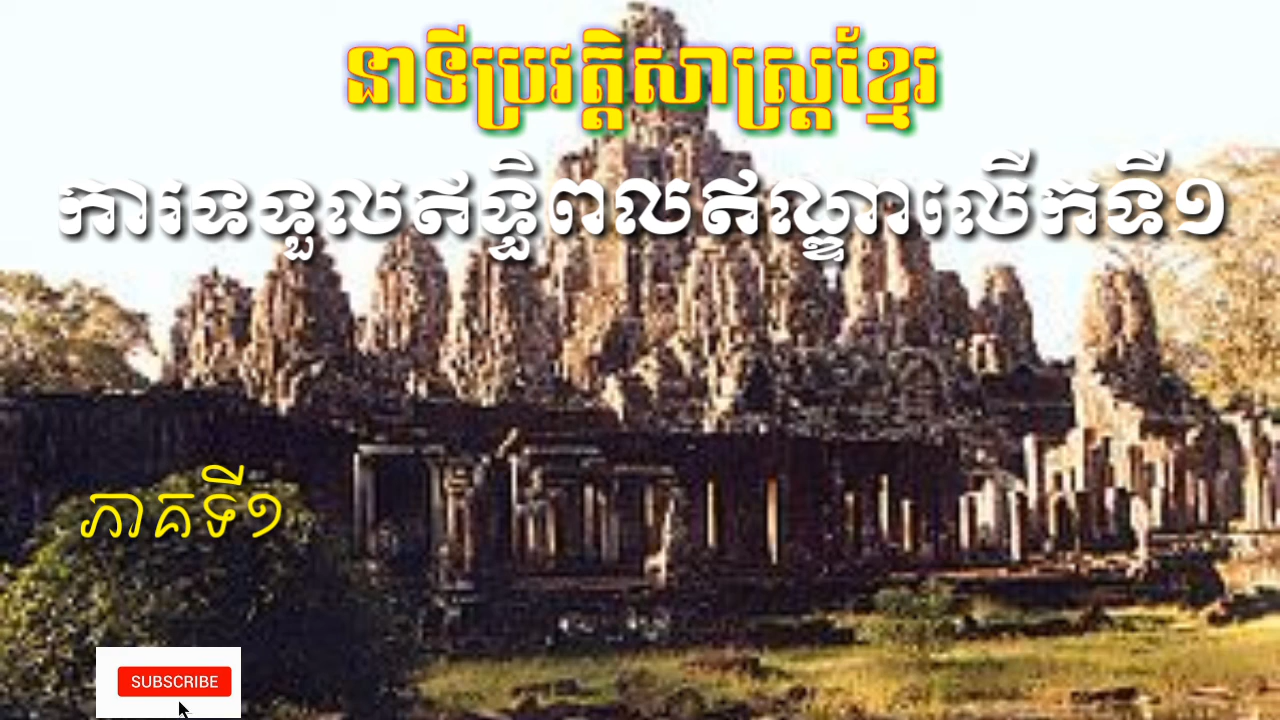 នាទីប្រវត្តិសាស្ត្រខ្មែរ
ការទទួលឥទ្ធិពលឥណ្ឌាលើកទី១
ភាគទី១
SUBSCRIBE